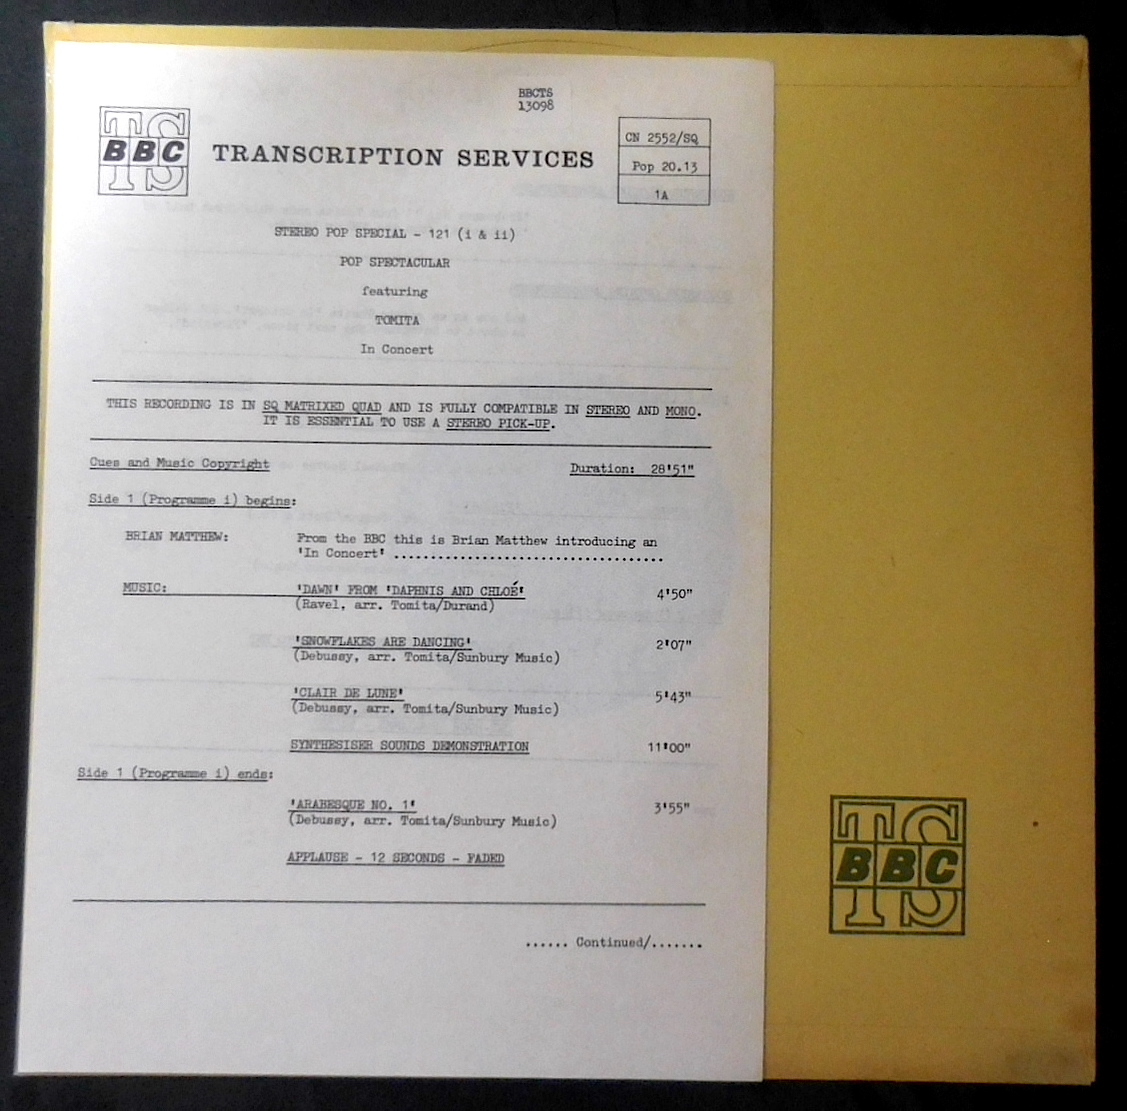 BBCTS
13098
TS
BBC
TS
TRANSCRIPTION SERVICES
CN 2552/SQ
Pop 20.13
1A
STEREO POP SPECIAL - 121 (i & ii)
POP SPECTACULAR
featuring
TOMITA
In Concert
THIS RECORDING IS IN SQ MATRIXED QUAD AND IS FULLY COMPATIBLE IN STEREO AND MONO.
IT IS ESSENTIAL TO USE A STEREO PICK-UP.
Cues and Music Copyright Duration: 28'51"
Side 1 (Programme i) begins:
BRIAN MATTHEW: From the BBC this is Brian Matthew introducing an
'In Concert' ......................................
MUSIC: 'DAWN' FROM 'DAPHNIS AND CHLOÉ' 4'50"
(Ravel, arr. Tomita/Durand)
'SNOWFLAKES ARE DANCING' 2'07"
(Debussy, arr. Tomita/Sunbury Music)
'CLAIR DE LUNE' 5'43"
(Debussy, arr. Tomita/Sunbury Music)
SYNTHESISER SOUNDS DEMONSTRATION 11'00"
Side 1 (Programme i) ends:
'ARABESQUE NO. 1' 3'55"
(Debussy, arr. Tomita/Sunbury Music)
APPLAUSE - 12 SECONDS - FADED
...... Continued/.......
TS
BBC
TS